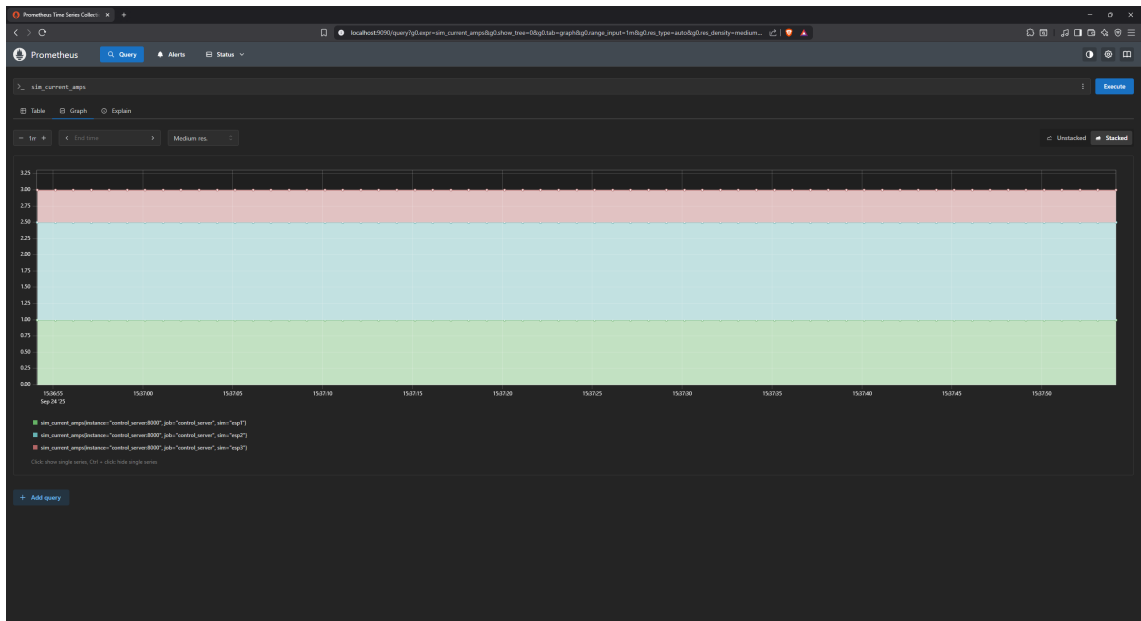 Prometheus Time Series Collecti
localhost:9090/query?g0.expr=sim_current_amps&g0.show_tree=0&g0.tab=graph&g0.range_input=1m&g0.res_type=auto&g0.res_density=medium...
Prometheus Query Alerts Status
>_ sim_current_amps Execute
Table Graph Explain
End time Medium res. Unstacked Stacked
3.25
3.00
2.75
2.50
2.25
2.00
1.75
1.50
1.25
1.00
0.75
0.50
0.25
0.00
15:36:55 15:37:00 15:37:05 15:37:10 15:37:15 15:37:20 15:37:25 15:37:30 15:37:35 15:37:40 15:37:45 15:37:50
Sep 24 '25
sim_current_amps{instance="control_server:8000", job="control_server", sim="esp1"}
sim_current_amps{instance="control_server:8000", job="control_server", sim="esp2"}
sim_current_amps{instance="control_server:8000", job="control_server", sim="esp3"}
Click: show single series, Ctrl + click: hide single series
+ Add query